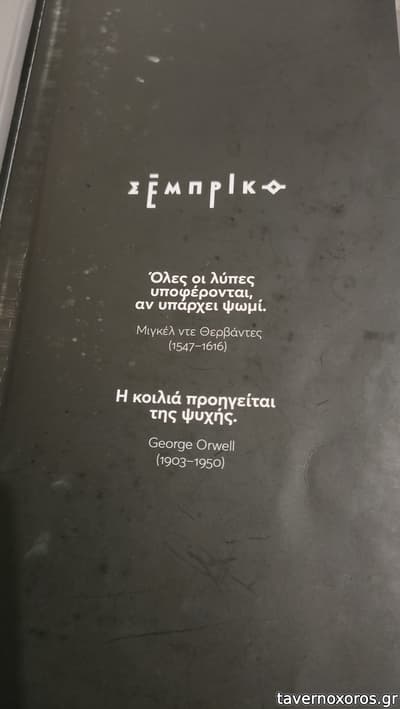 ΣΕΜΠΡΙΚΟ
Όλες οι λύπες
υποφέρονται,
αν υπάρχει ψωμί.
Μιγκέλ ντε Θερβάντες
(1547–1616)
Η κοιλιά προηγείται
της ψυχής.
George Orwell
(1903–1950)
tavernoxoros.gr